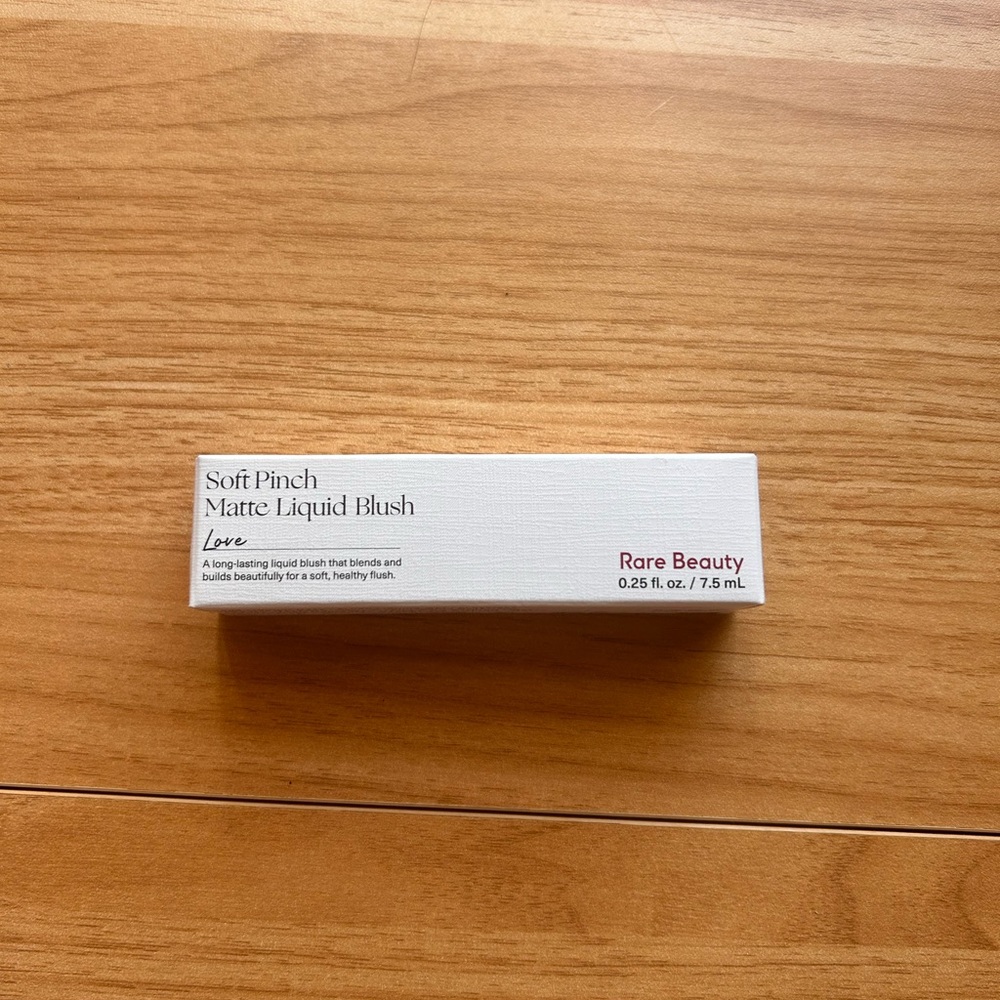 Soft Pinch
Matte Liquid Blush
Love
A long-lasting liquid blush that blends and
builds beautifully for a soft, healthy flush.
Rare Beauty
0.25 fl. oz. / 7.5 mL